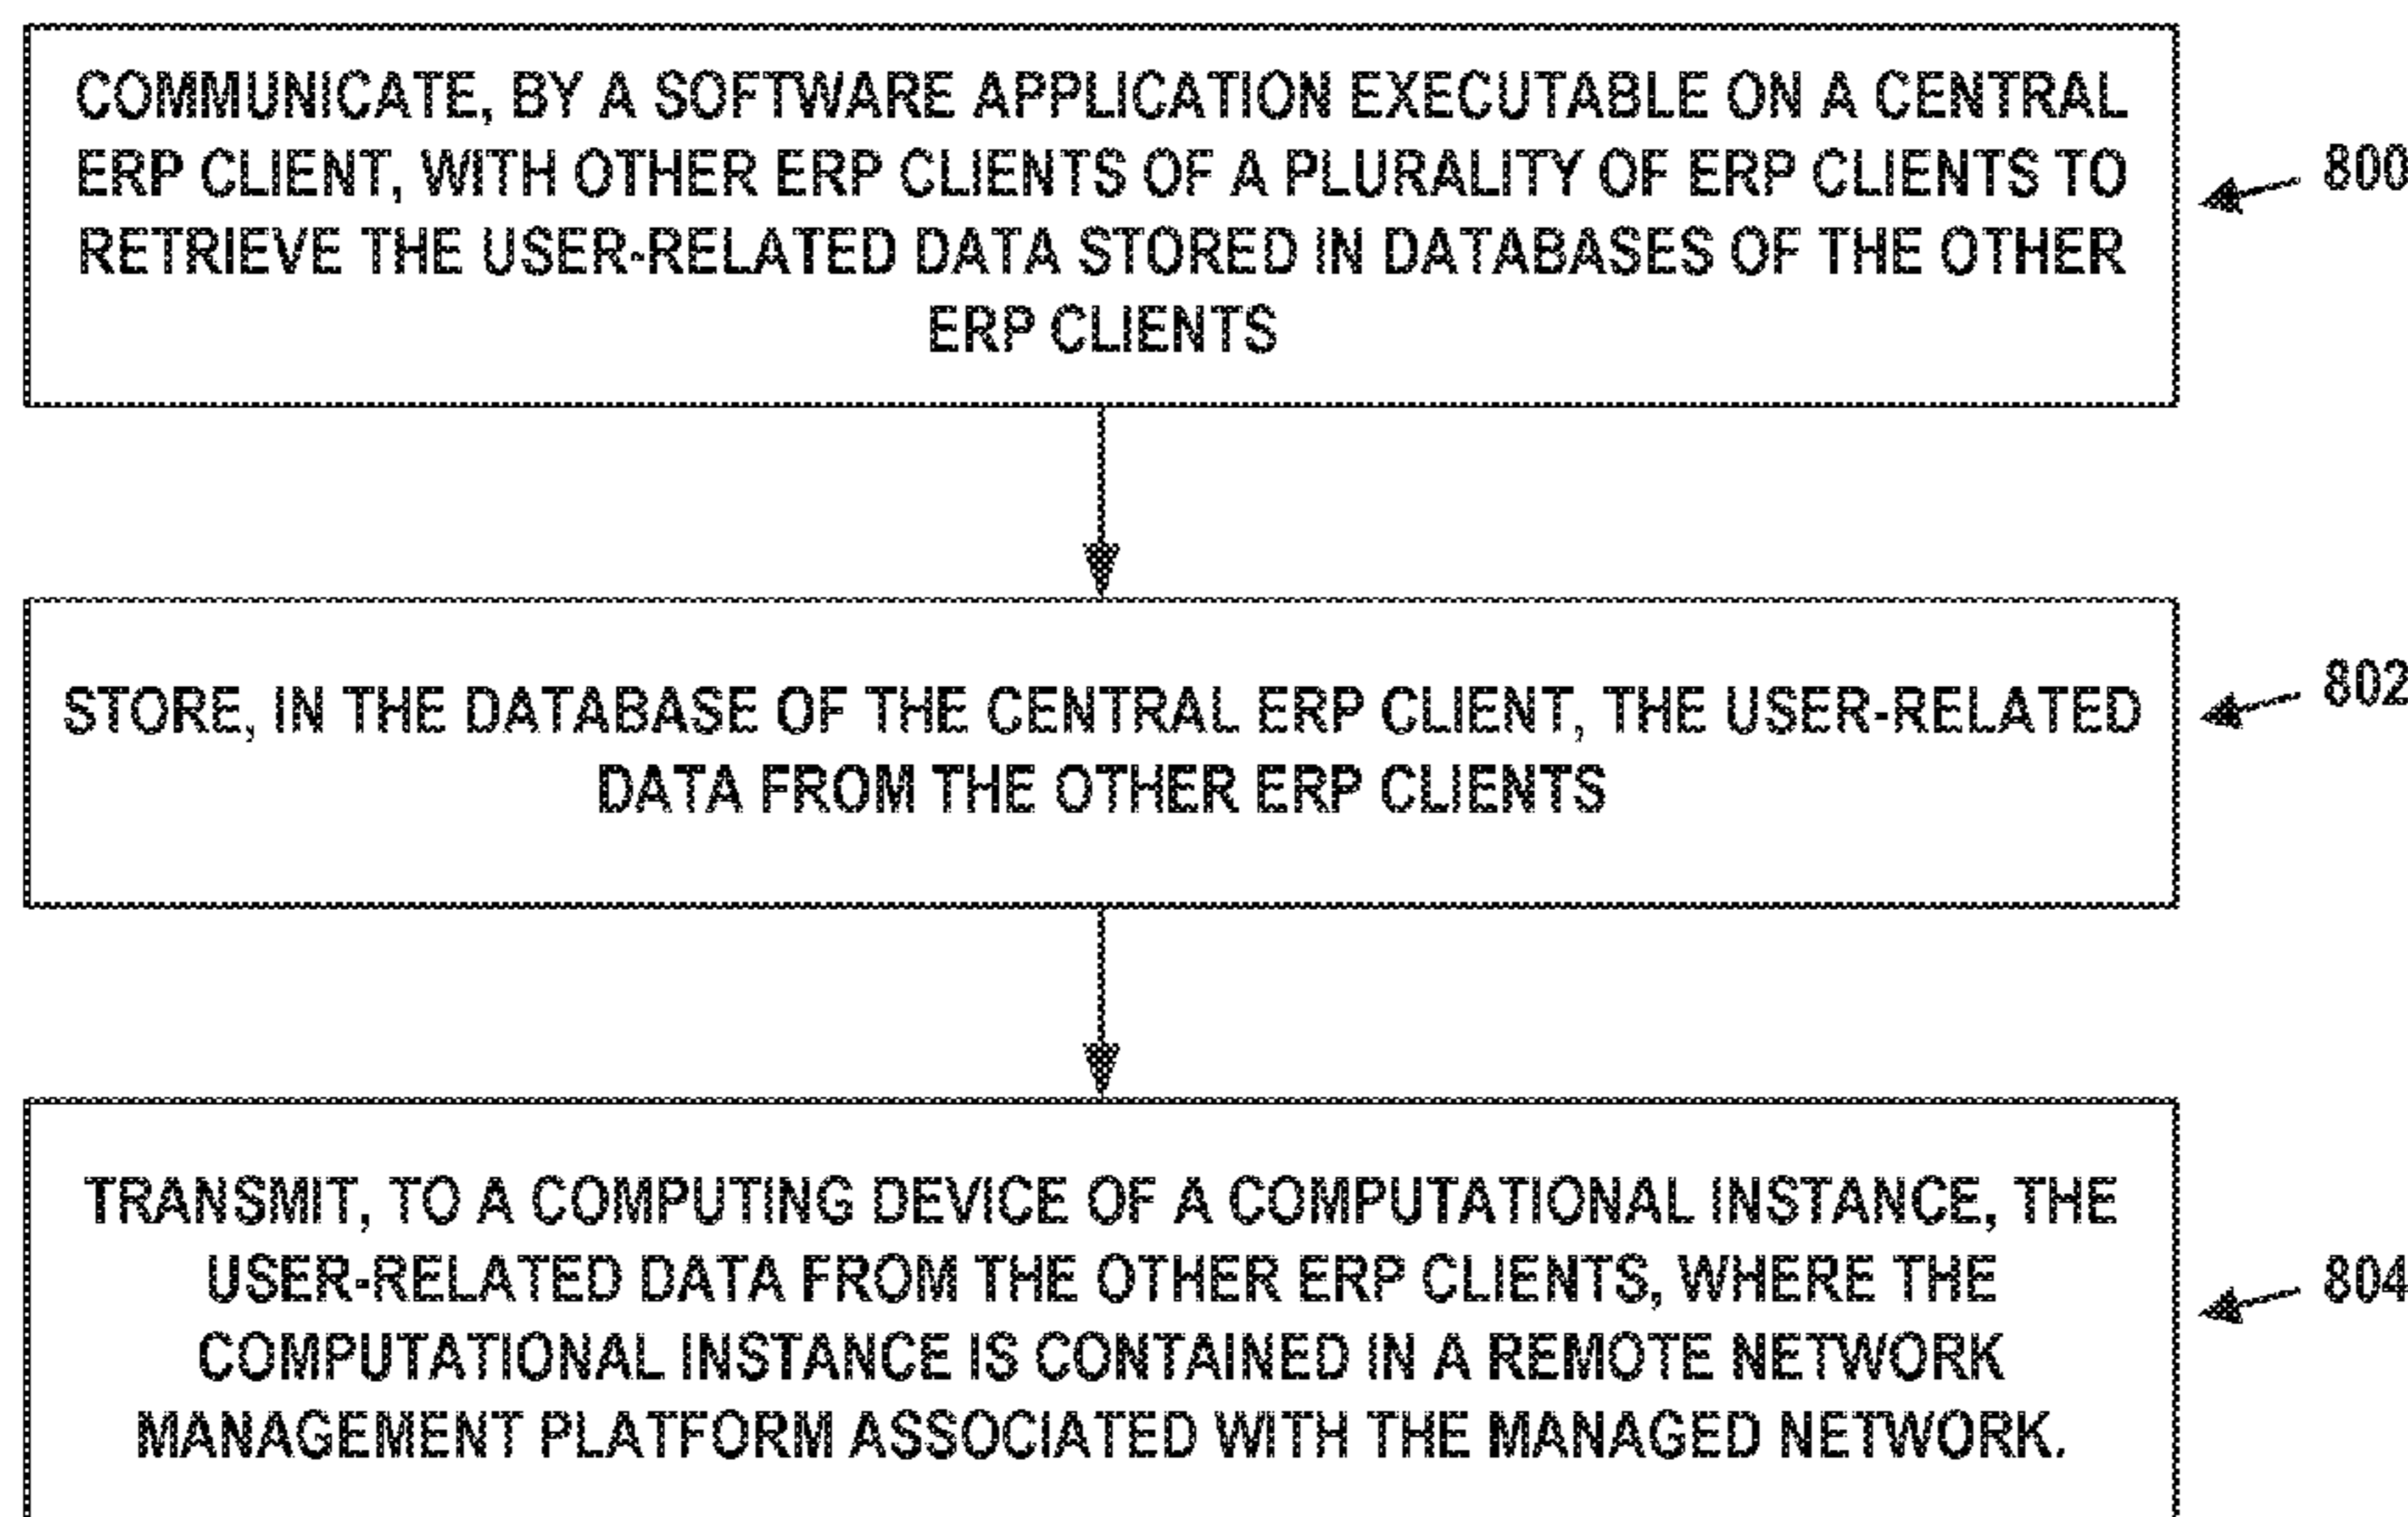 COMMUNICATE, BY A SOFTWARE APPLICATION EXECUTABLE ON A CENTRAL
ERP CLIENT, WITH OTHER ERP CLIENTS OF A PLURALITY OF ERP CLIENTS TO
RETRIEVE THE USER-RELATED DATA STORED IN DATABASES OF THE OTHER
ERP CLIENTS
800
STORE, IN THE DATABASE OF THE CENTRAL ERP CLIENT, THE USER-RELATED
DATA FROM THE OTHER ERP CLIENTS
802
TRANSMIT, TO A COMPUTING DEVICE OF A COMPUTATIONAL INSTANCE, THE
USER-RELATED DATA FROM THE OTHER ERP CLIENTS, WHERE THE
COMPUTATIONAL INSTANCE IS CONTAINED IN A REMOTE NETWORK
MANAGEMENT PLATFORM ASSOCIATED WITH THE MANAGED NETWORK.
804